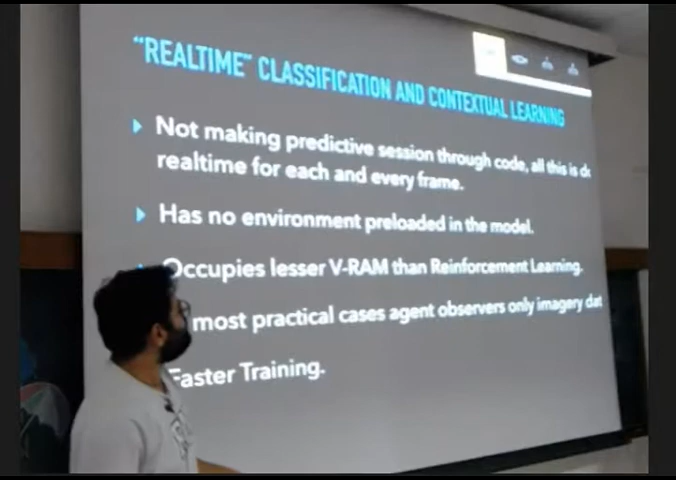 "REALTIME" CLASSIFICATION AND CONTEXTUAL LEARNING
Not making predictive session through code, all this is
realtime for each and every frame.
Has no environment preloaded in the model.
Occupies lesser V-RAM than Reinforcement Learning.
most practical cases agent observers only imagery
Faster Training.